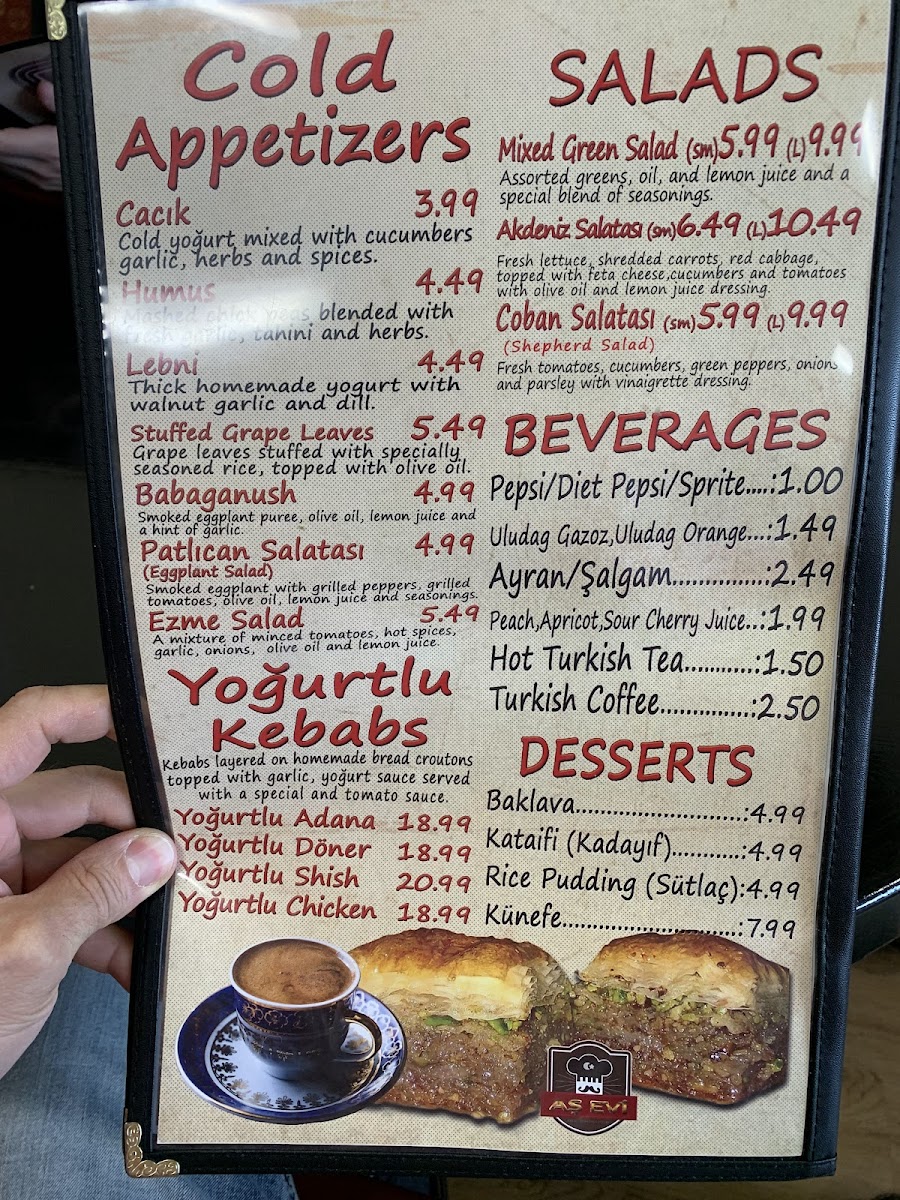 Cold
Appetizers
Cacık 3.99
Cold yoğurt mixed with cucumbers
garlic, herbs and spices.
Humus 4.49
Mashed chick peas blended with
fresh garlic, tanini and herbs.
Lebni 4.49
Thick homemade yogurt with
walnut garlic and dill.
Stuffed Grape Leaves 5.49
Grape leaves stuffed with specially
seasoned rice, topped with olive oil.
Babaganush 4.99
Smoked eggplant puree, olive oil, lemon juice and
a hint of garlic.
Patlıcan Salatası 4.99
(Eggplant Salad)
Smoked eggplant with grilled peppers, grilled
tomatoes, olive oil, lemon juice and seasonings.
Ezme Salad 5.49
A mixture of minced tomatoes, hot spices,
garlic, onions, olive oil and lemon juice
Yoğurtlu
Kebabs
Kebabs layered on homemade bread croutons
topped with garlic, yoğurt sauce served
with a special and tomato sauce.
Yoğurtlu Adana 18.99
Yoğurtlu Döner 18.99
Yoğurtlu Shish 20.99
Yoğurtlu Chicken 18.99
SALADS
Mixed Green Salad (sm)5.99 (L)9.99
Assorted greens, oil, and lemon juice and a
special blend of seasonings.
Akdeniz Salatası (sm)6.49 (L)10.49
Fresh lettuce, shredded carrots, red cabbage,
topped with feta cheese,cucumbers and tomatoes
with olive oil and lemon juice dressing.
Coban Salatası (sm)5.99 (L)9.99
(Shepherd Salad)
Fresh tomatoes, cucumbers, green peppers, onions
and parsley with vinaigrette dressing.
BEVERAGES
Pepsi/Diet Pepsi/Sprite....:1.00
Uludag Gazoz,Uludag Orange...:1.49
Ayran/Şalgam...............:2.49
Peach,Apricot,Sour Cherry Juice..:1.99
Hot Turkish Tea...........:1.50
Turkish Coffee..............:2.50
DESSERTS
Baklava.........................:4.99
Kataifi (Kadayıf)...........:4.99
Rice Pudding (Sütlaç):4.99
Künefe..........................:7.99
AŞ EVİ